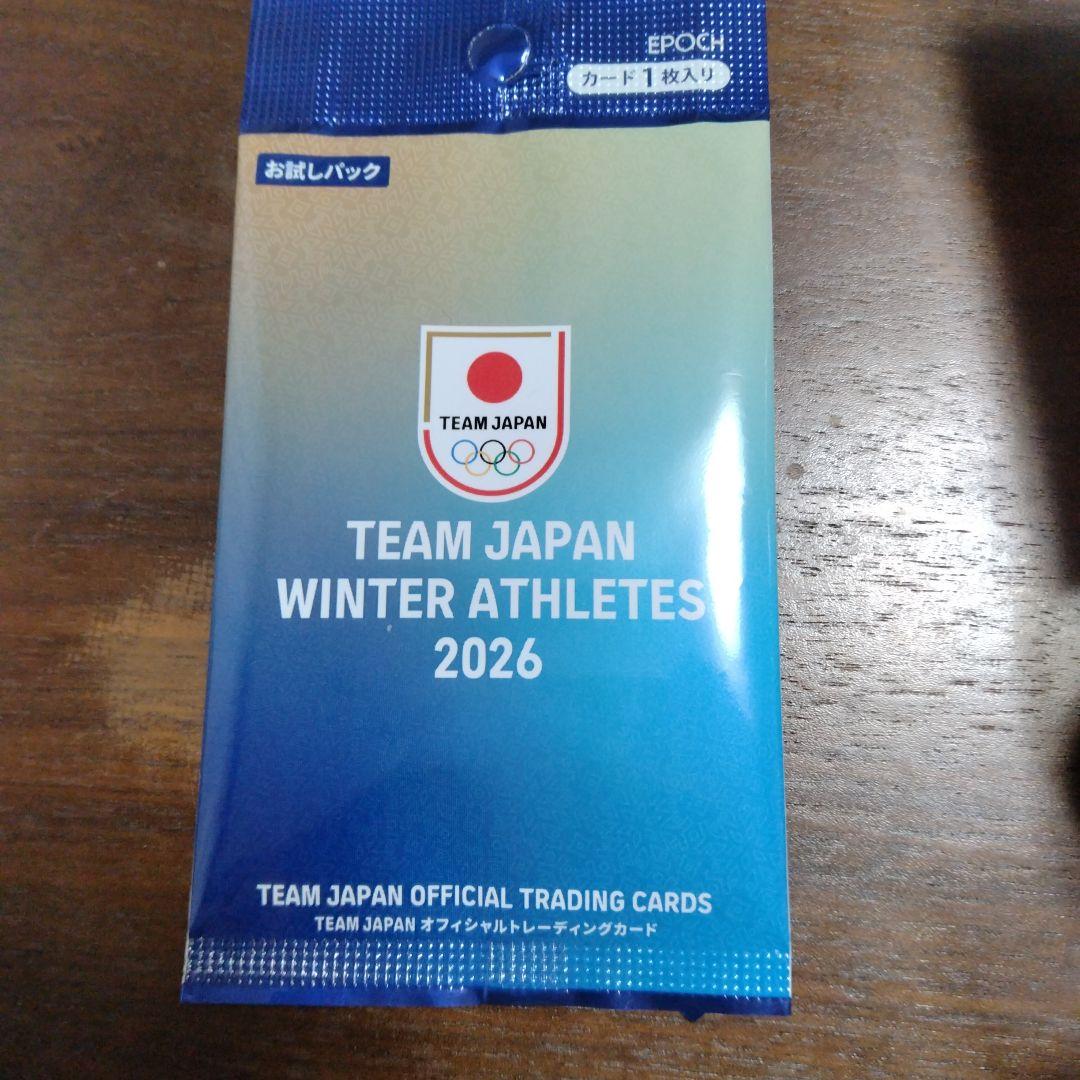 EPOCH
カード1枚入り
お試しパック
TEAM JAPAN
TEAM JAPAN
WINTER ATHLETES
2026
TEAM JAPAN OFFICIAL TRADING CARDS
TEAM JAPAN オフィシャルトレーディングカード